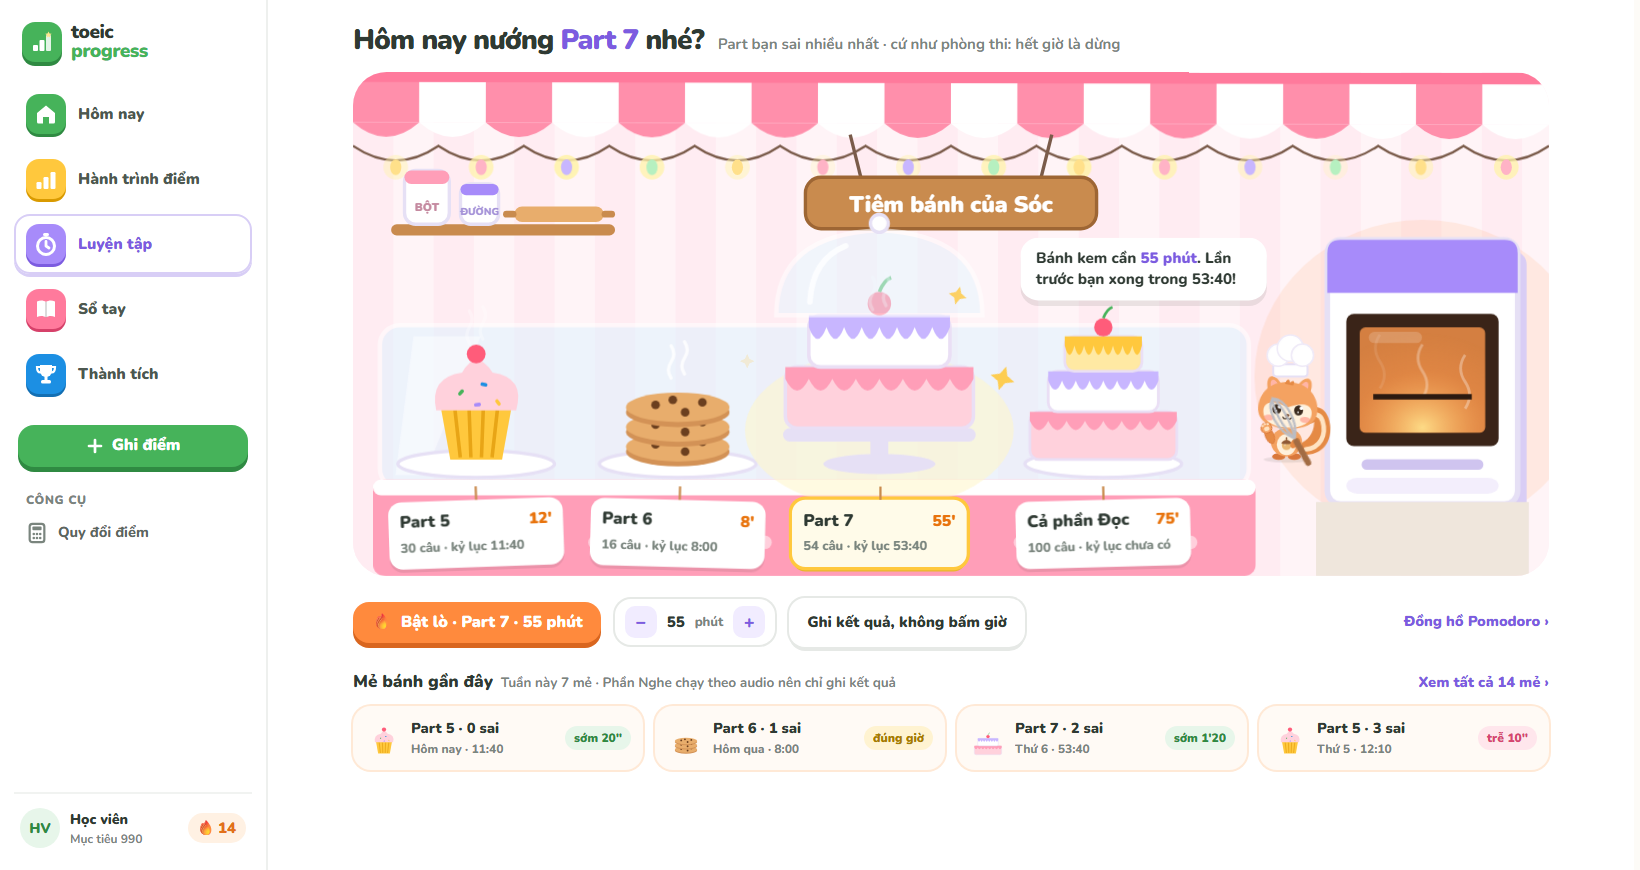 toeic
progress
Hôm nay
Hành trình điểm
Luyện tập
Sổ tay
Thành tích
+ Ghi điểm
CÔNG CỤ
Quy đổi điểm
HV
Học viên
Mục tiêu 990
14
Hôm nay nướng Part 7 nhé?
Part bạn sai nhiều nhất · cứ như phòng thi: hết giờ là dừng
BỘT
ĐƯỜNG
Tiệm bánh của Sóc
Bánh kem cần 55 phút. Lần
trước bạn xong trong 53:40!
Part 5 12'
30 câu · kỷ lục 11:40
Part 6 8'
16 câu · kỷ lục 8:00
Part 7 55'
54 câu · kỷ lục 53:40
Cả phần Đọc 75'
100 câu · kỷ lục chưa có
Bật lò · Part 7 · 55 phút
− 55 phút +
Ghi kết quả, không bấm giờ
Đồng hồ Pomodoro ›
Mẻ bánh gần đây
Tuần này 7 mẻ · Phần Nghe chạy theo audio nên chỉ ghi kết quả
Xem tất cả 14 mẻ ›
Part 5 · 0 sai
Hôm nay · 11:40
sớm 20"
Part 6 · 1 sai
Hôm qua · 8:00
đúng giờ
Part 7 · 2 sai
Thứ 6 · 53:40
sớm 1'20
Part 5 · 3 sai
Thứ 5 · 12:10
trễ 10"